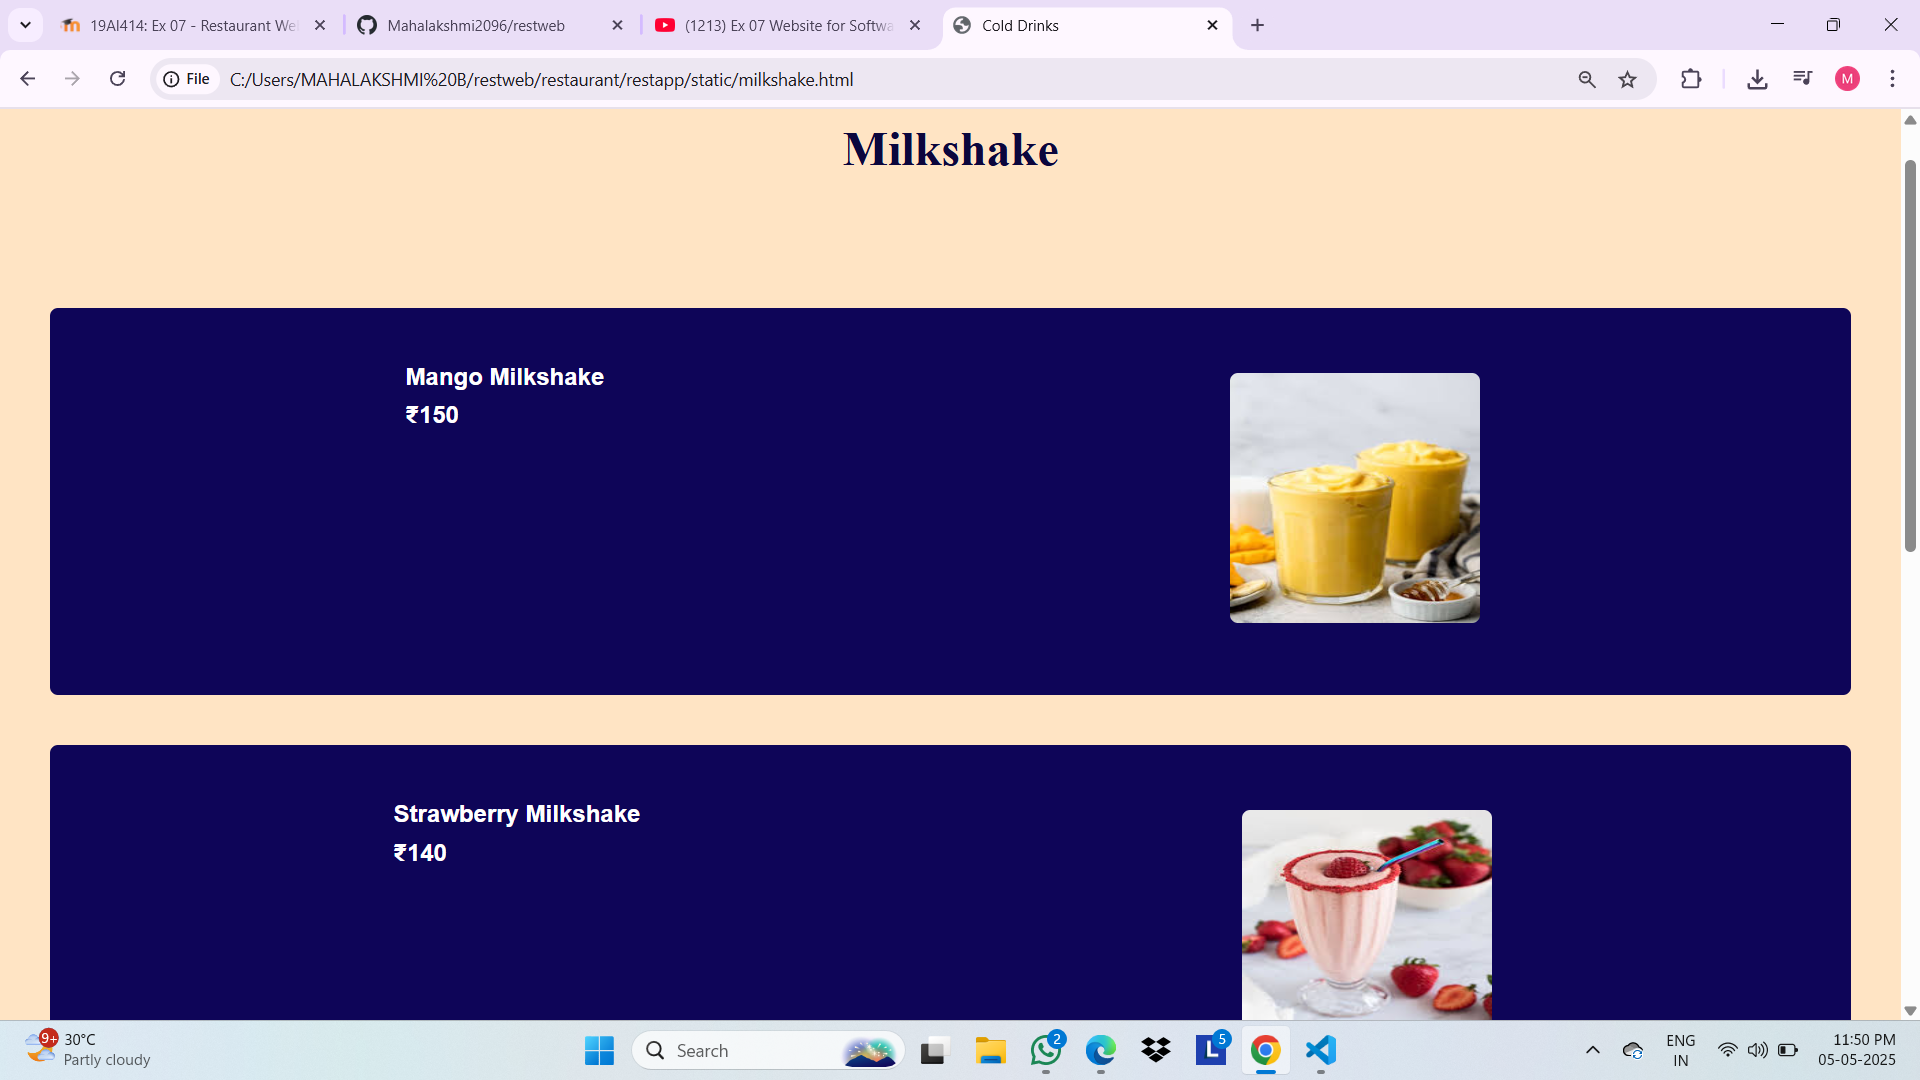 19AI414: Ex 07 - Restaurant We
Mahalakshmi2096/restweb
(1213) Ex 07 Website for Softwa
Cold Drinks
File
C:/Users/MAHALAKSHMI%20B/restweb/restaurant/restapp/static/milkshake.html
M
Milkshake
Mango Milkshake
₹150
Strawberry Milkshake
₹140
9+
30°C
Partly cloudy
Search
2
L
5
ENG
IN
11:50 PM
05-05-2025